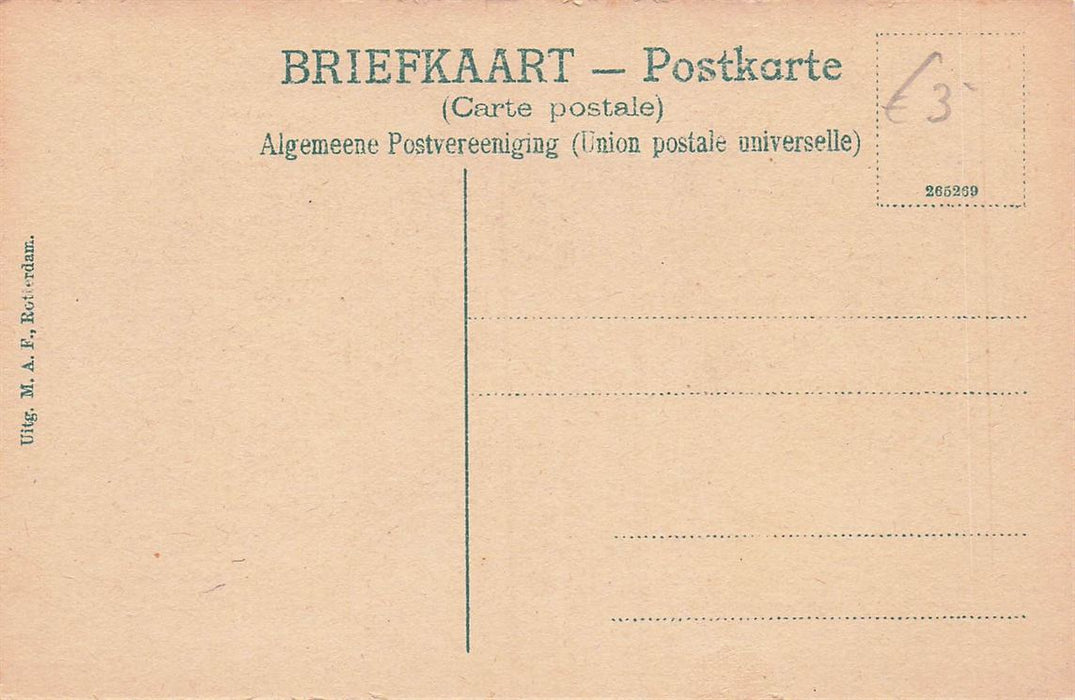 BRIEFKAART — Postkarte
(Carte postale)
Algemeene Postvereeniging (Union postale universelle)
€ 3-
265269
Uitg. M. A. F., Rotterdam.